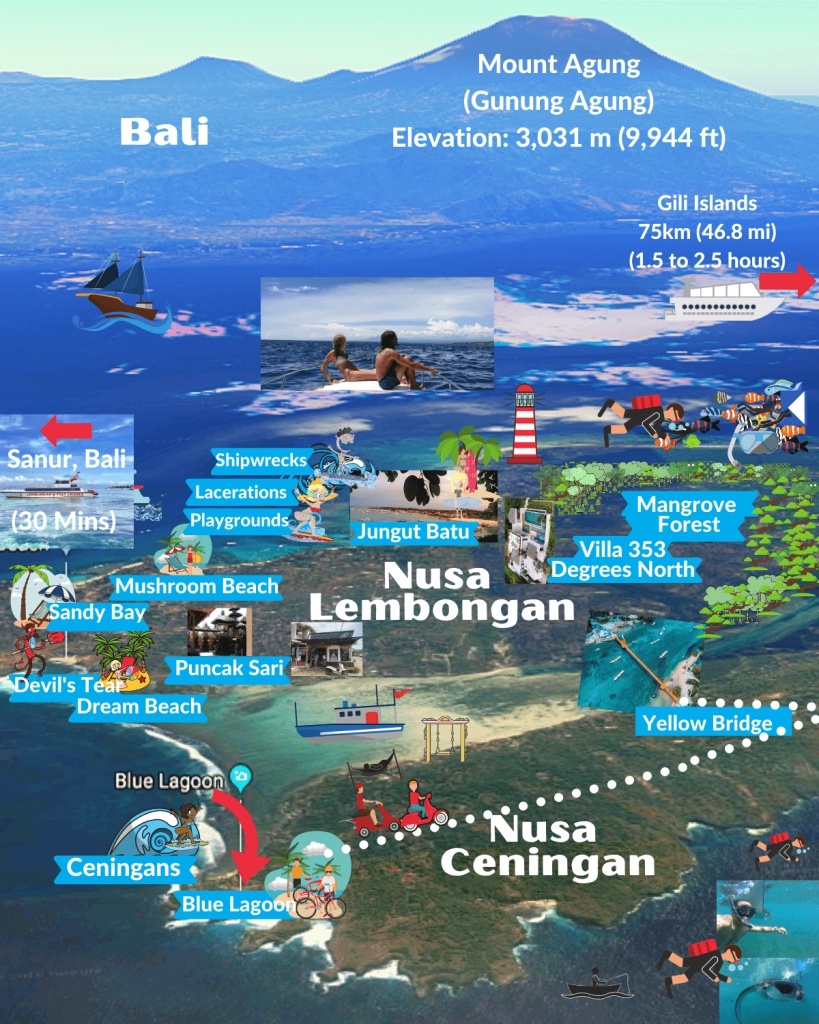 Mount Agung
(Gunung Agung)
Elevation: 3,031 m (9,944 ft)
Bali
Gili Islands
75km (46.8 mi)
(1.5 to 2.5 hours)
Sanur, Bali
(30 Mins)
Shipwrecks
Lacerations
Playgrounds
Jungut Batu
Mangrove
Forest
Villa 353
Degrees North
Nusa
Lembongan
Mushroom Beach
Sandy Bay
Puncak Sari
Devil's Tear
Dream Beach
Yellow Bridge
Blue Lagoon
Ceningans
Blue Lagoon
Nusa
Ceningan